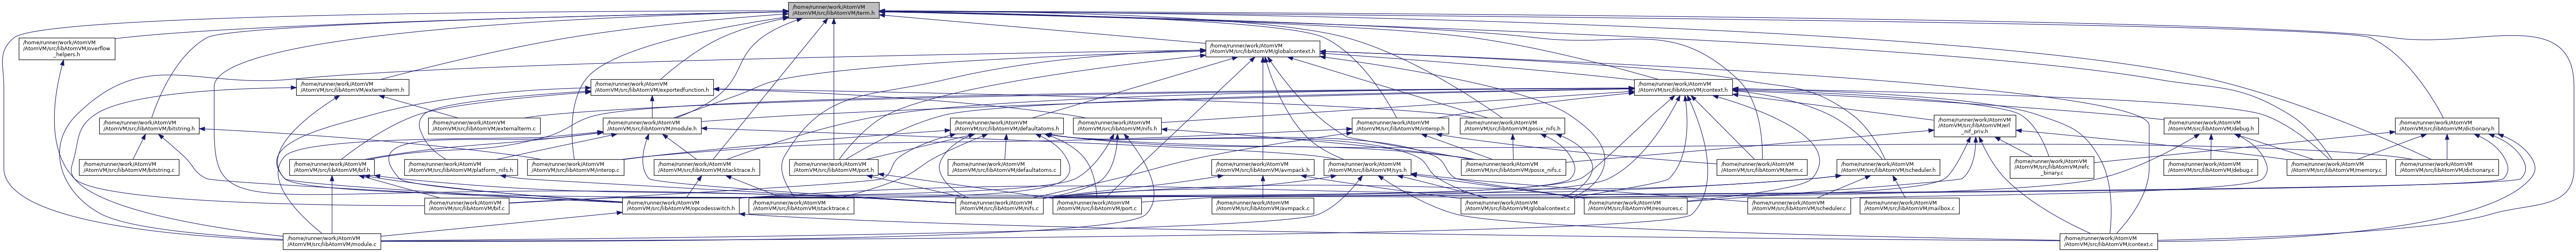 /home/runner/work/AtomVM
/AtomVM/src/libAtomVM/term.h
/home/runner/work/AtomVM
/AtomVM/src/libAtomVM/overflow
_helpers.h
/home/runner/work/AtomVM
/AtomVM/src/libAtomVM/globalcontext.h
/home/runner/work/AtomVM
/AtomVM/src/libAtomVM/externalterm.h
/home/runner/work/AtomVM
/AtomVM/src/libAtomVM/exportedfunction.h
/home/runner/work/AtomVM
/AtomVM/src/libAtomVM/context.h
/home/runner/work/AtomVM
/AtomVM/src/libAtomVM/bitstring.h
/home/runner/work/AtomVM
/AtomVM/src/libAtomVM/externalterm.c
/home/runner/work/AtomVM
/AtomVM/src/libAtomVM/module.h
/home/runner/work/AtomVM
/AtomVM/src/libAtomVM/defaultatoms.h
/home/runner/work/AtomVM
/AtomVM/src/libAtomVM/nifs.h
/home/runner/work/AtomVM
/AtomVM/src/libAtomVM/interop.h
/home/runner/work/AtomVM
/AtomVM/src/libAtomVM/posix_nifs.h
/home/runner/work/AtomVM
/AtomVM/src/libAtomVM/erl
_nif_priv.h
/home/runner/work/AtomVM
/AtomVM/src/libAtomVM/debug.h
/home/runner/work/AtomVM
/AtomVM/src/libAtomVM/dictionary.h
/home/runner/work/AtomVM
/AtomVM/src/libAtomVM/bitstring.c
/home/runner/work/AtomVM
/AtomVM/src/libAtomVM/bif.h
/home/runner/work/AtomVM
/AtomVM/src/libAtomVM/platform_nifs.h
/home/runner/work/AtomVM
/AtomVM/src/libAtomVM/interop.c
/home/runner/work/AtomVM
/AtomVM/src/libAtomVM/stacktrace.h
/home/runner/work/AtomVM
/AtomVM/src/libAtomVM/port.h
/home/runner/work/AtomVM
/AtomVM/src/libAtomVM/defaultatoms.c
/home/runner/work/AtomVM
/AtomVM/src/libAtomVM/avmpack.h
/home/runner/work/AtomVM
/AtomVM/src/libAtomVM/sys.h
/home/runner/work/AtomVM
/AtomVM/src/libAtomVM/posix_nifs.c
/home/runner/work/AtomVM
/AtomVM/src/libAtomVM/term.c
/home/runner/work/AtomVM
/AtomVM/src/libAtomVM/scheduler.h
/home/runner/work/AtomVM
/AtomVM/src/libAtomVM/refc
_binary.c
/home/runner/work/AtomVM
/AtomVM/src/libAtomVM/debug.c
/home/runner/work/AtomVM
/AtomVM/src/libAtomVM/memory.c
/home/runner/work/AtomVM
/AtomVM/src/libAtomVM/dictionary.c
/home/runner/work/AtomVM
/AtomVM/src/libAtomVM/bif.c
/home/runner/work/AtomVM
/AtomVM/src/libAtomVM/opcodesswitch.h
/home/runner/work/AtomVM
/AtomVM/src/libAtomVM/stacktrace.c
/home/runner/work/AtomVM
/AtomVM/src/libAtomVM/nifs.c
/home/runner/work/AtomVM
/AtomVM/src/libAtomVM/port.c
/home/runner/work/AtomVM
/AtomVM/src/libAtomVM/avmpack.c
/home/runner/work/AtomVM
/AtomVM/src/libAtomVM/globalcontext.c
/home/runner/work/AtomVM
/AtomVM/src/libAtomVM/resources.c
/home/runner/work/AtomVM
/AtomVM/src/libAtomVM/scheduler.c
/home/runner/work/AtomVM
/AtomVM/src/libAtomVM/mailbox.c
/home/runner/work/AtomVM
/AtomVM/src/libAtomVM/module.c
/home/runner/work/AtomVM
/AtomVM/src/libAtomVM/context.c